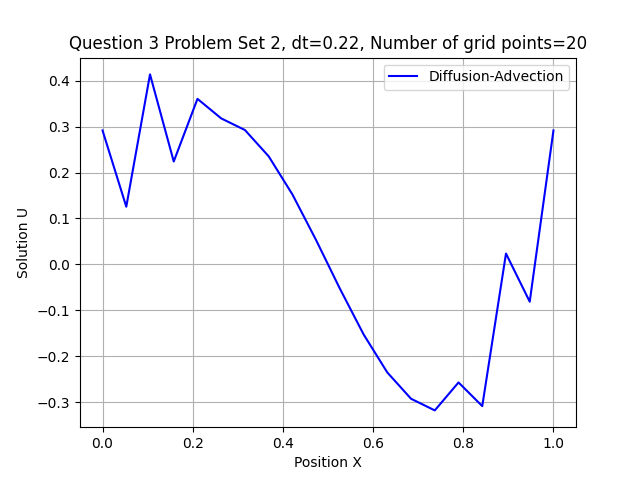 Question 3 Problem Set 2, dt=0.22, Number of grid points=20
Diffusion-Advection
Solution U
0.4
0.3
0.2
0.1
0.0
−0.1
−0.2
−0.3
0.0 0.2 0.4 0.6 0.8 1.0
Position X